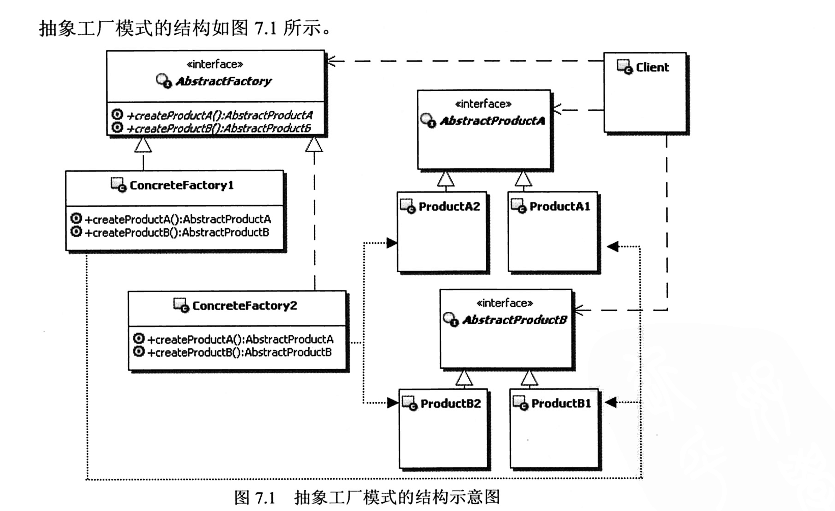 抽象工厂模式的结构如图 7.1 所示。
«interface»
AbstractFactory
+createProductA():AbstractProductA
+createProductB():AbstractProductB
Client
«interface»
AbstractProductA
ConcreteFactory1
+createProductA():AbstractProductA
+createProductB():AbstractProductB
ProductA2
ProductA1
ConcreteFactory2
+createProductA():AbstractProductA
+createProductB():AbstractProductB
«interface»
AbstractProductB
ProductB2
ProductB1
图 7.1 抽象工厂模式的结构示意图